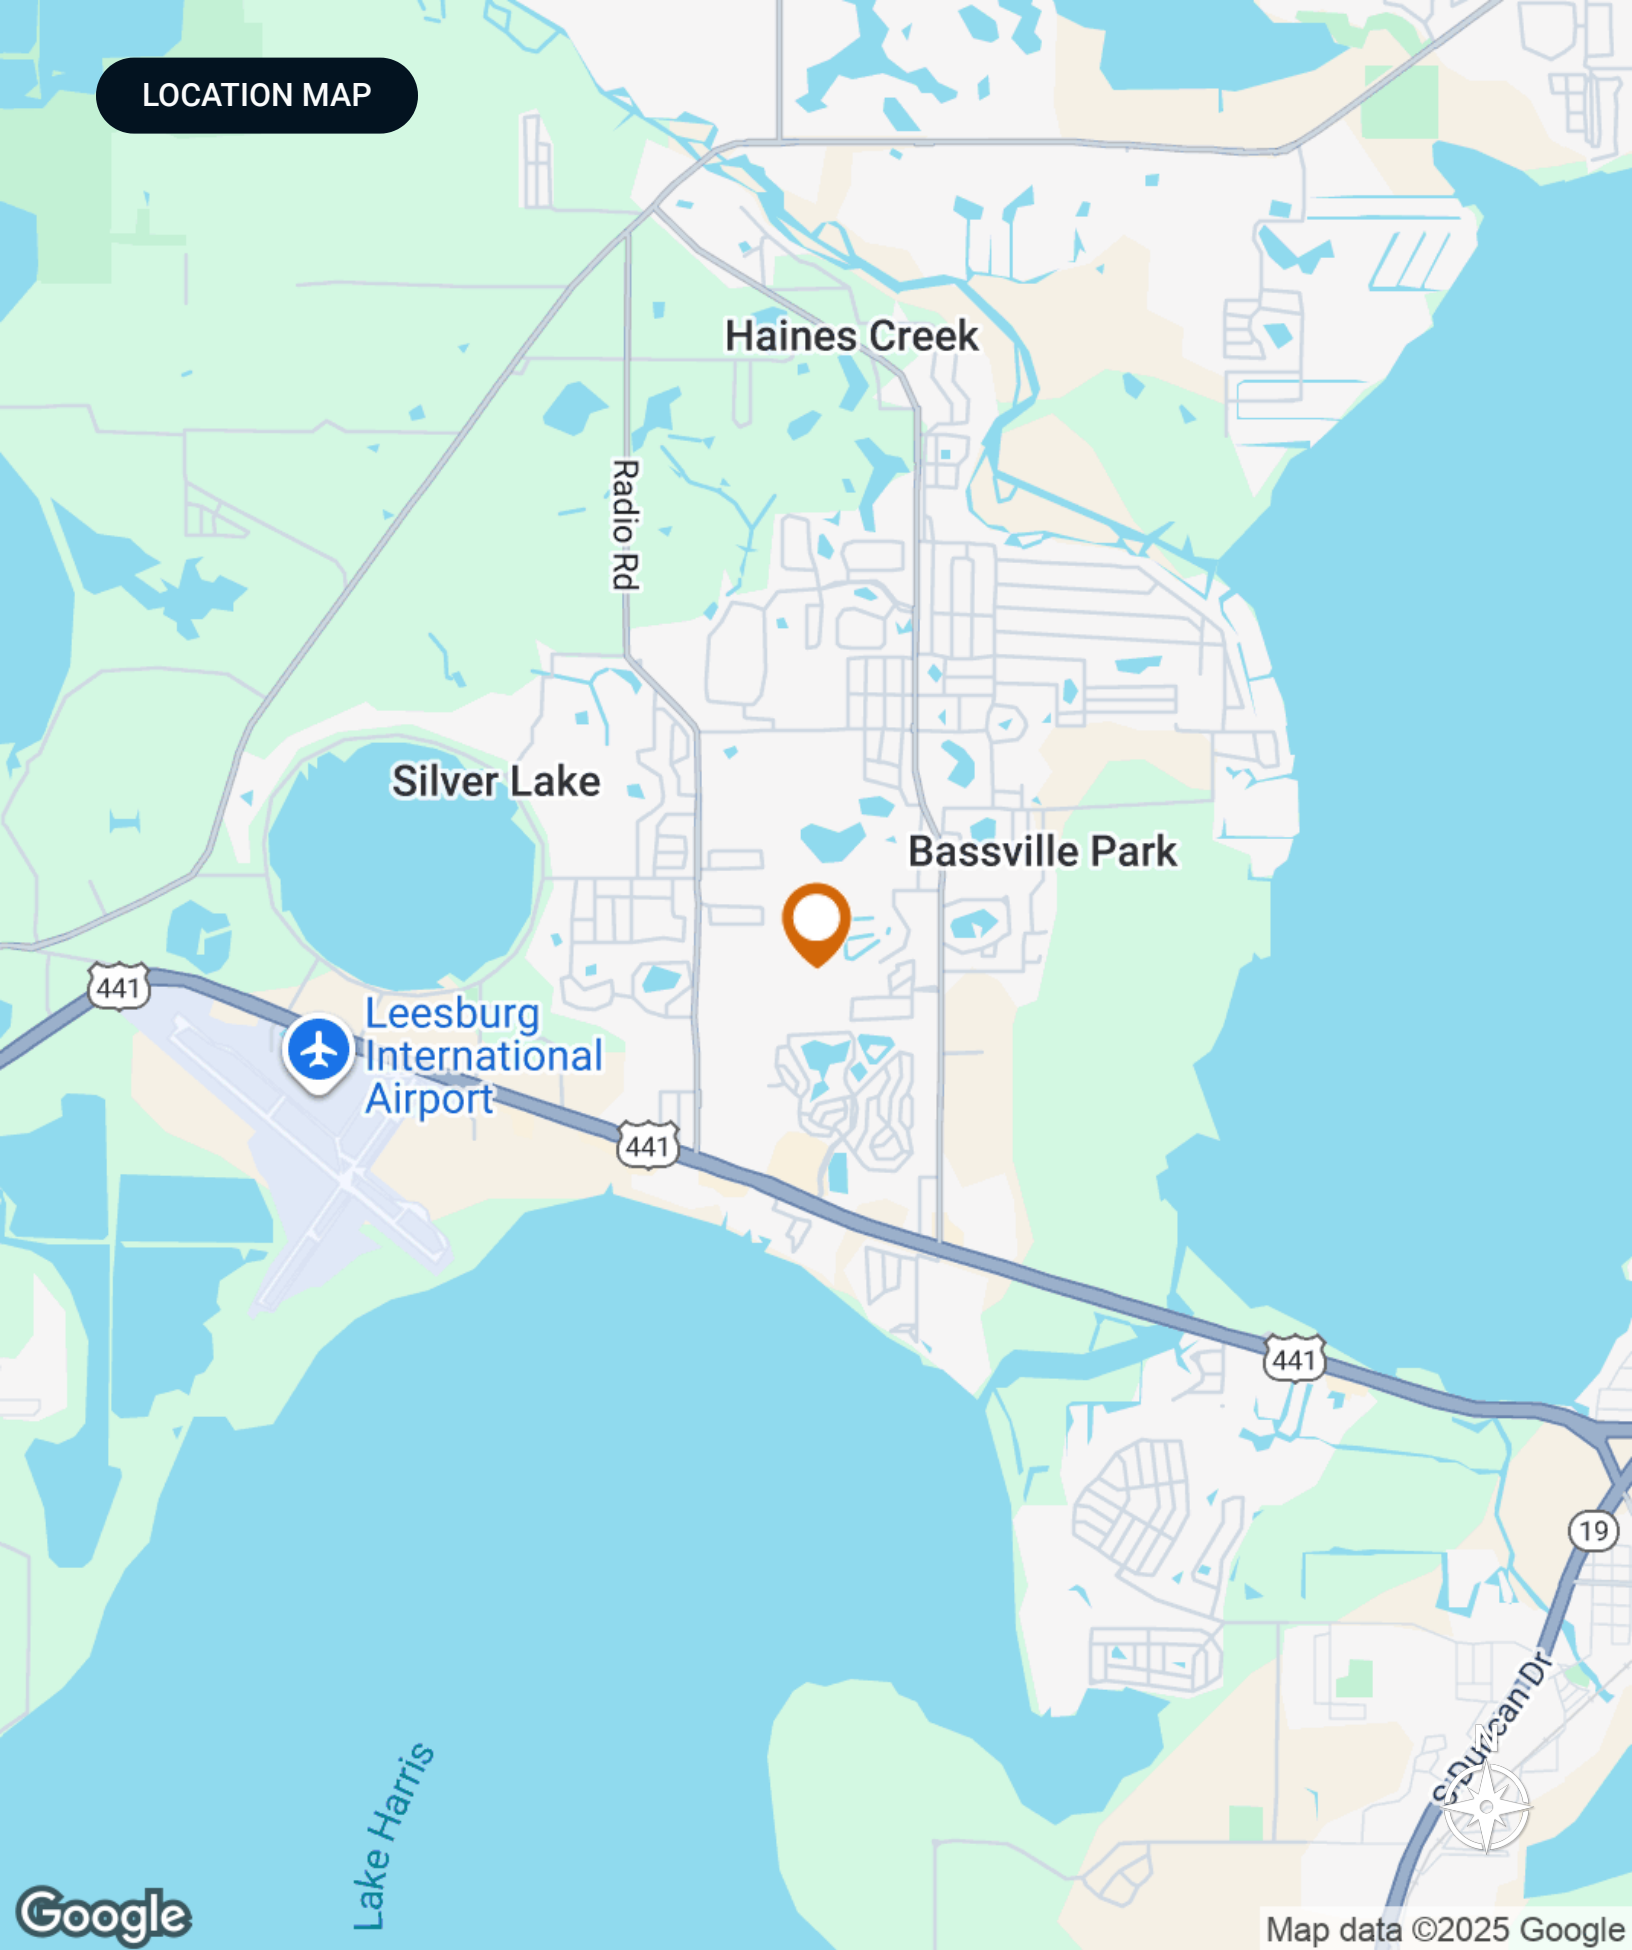 LOCATION MAP
Haines Creek
Radio Rd
Silver Lake
Bassville Park
441
Leesburg
International
Airport
441
441
19
S Duncan Dr
N
Lake Harris
Google
Map data ©2025 Google